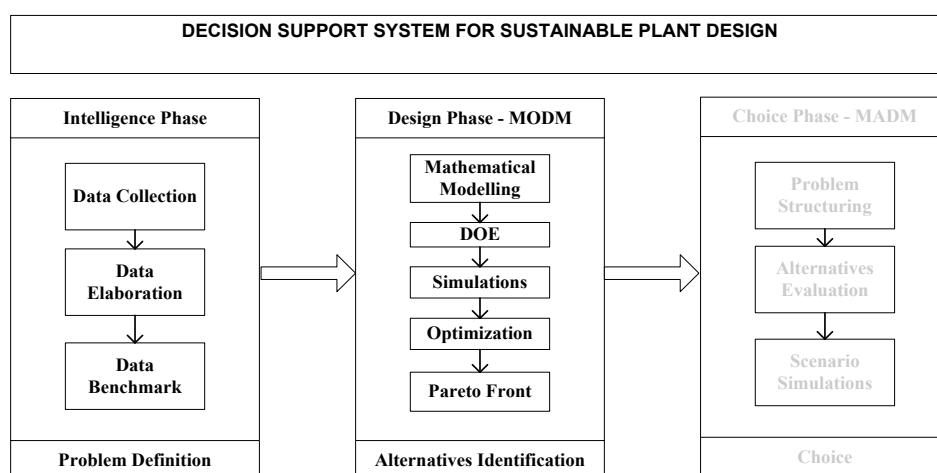 DECISION SUPPORT SYSTEM FOR SUSTAINABLE PLANT DESIGN
Intelligence Phase
Data Collection
Data
Elaboration
Data
Benchmark
Problem Definition
Design Phase - MODM
Mathematical
Modelling
DOE
Simulations
Optimization
Pareto Front
Alternatives Identification
Choice Phase - MADM
Problem
Structuring
Alternatives
Evaluation
Scenario
Simulations
Choice